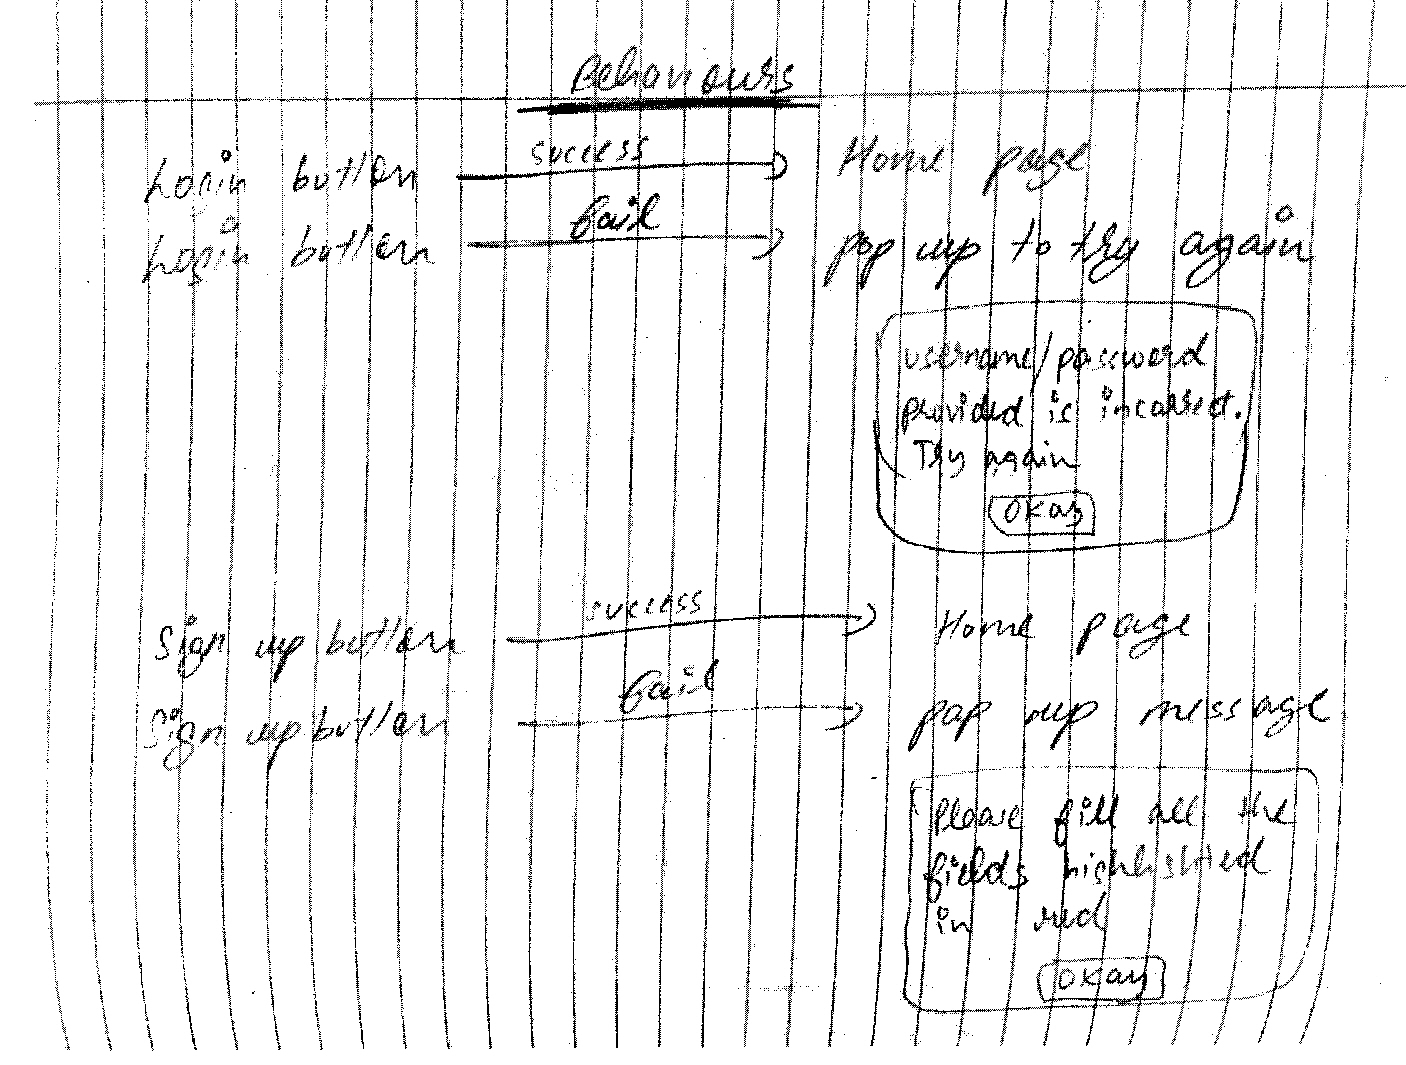 Behaviours
Login button success Home page
Login button fail pop up to try again
username/password
provided is incorrect.
Try again
Okay
Sign up button success Home page
Sign up button fail pop up message
Please fill all the
fields highlighted
in red
Okay